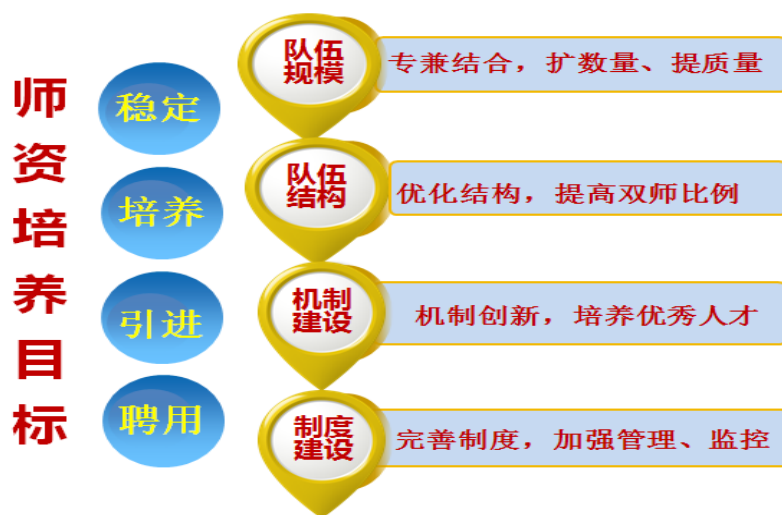 师资培养目标
稳定
培养
引进
聘用
队伍
规模
专兼结合，扩数量、提质量
队伍
结构
优化结构，提高双师比例
机制
建设
机制创新，培养优秀人才
制度
建设
完善制度，加强管理、监控